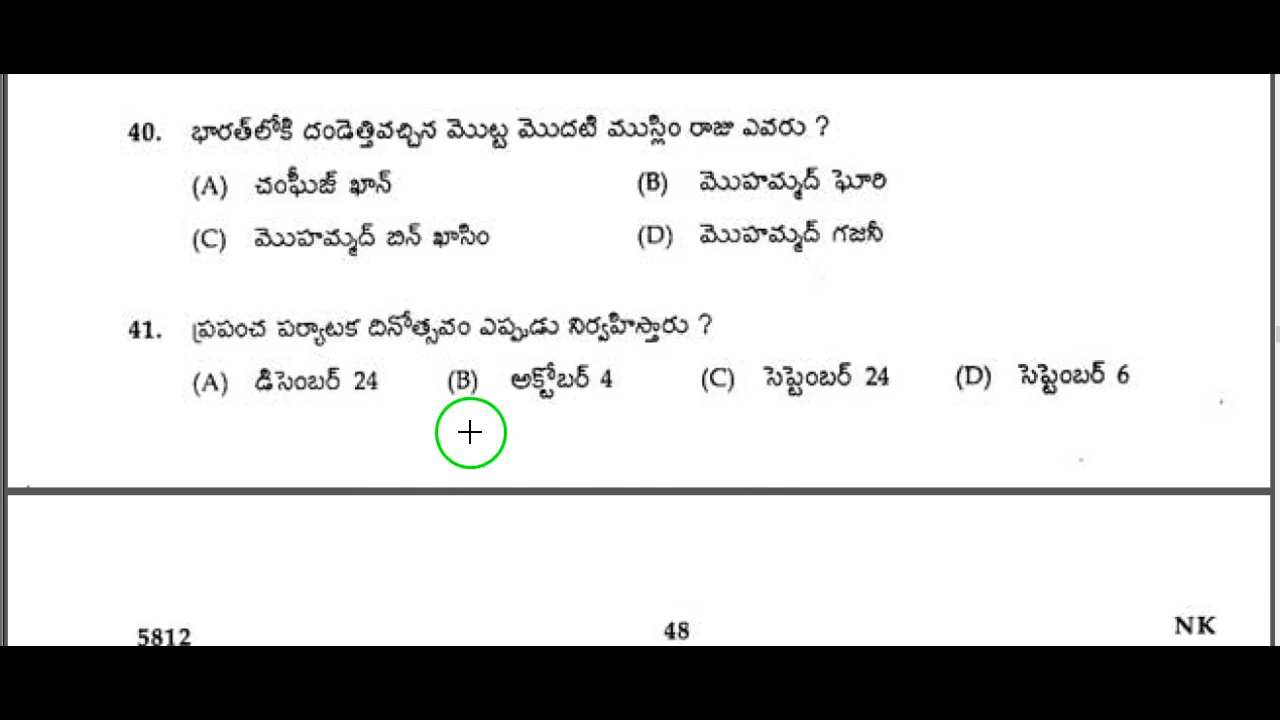 40. భారత్‌లోకి దండెత్తివచ్చిన మొట్ట మొదటి ముస్లిం రాజు ఎవరు ?
(A) చంఘీజ్ ఖాన్ (B) మొహమ్మద్ ఘోరి
(C) మొహమ్మద్ బిన్ ఖాసిం (D) మొహమ్మద్ గజనీ
41. ప్రపంచ పర్యాటక దినోత్సవం ఎప్పుడు నిర్వహిస్తారు ?
(A) డిసెంబర్ 24 (B) అక్టోబర్ 4 (C) సెప్టెంబర్ 24 (D) సెప్టెంబర్ 6
5812 48 NK